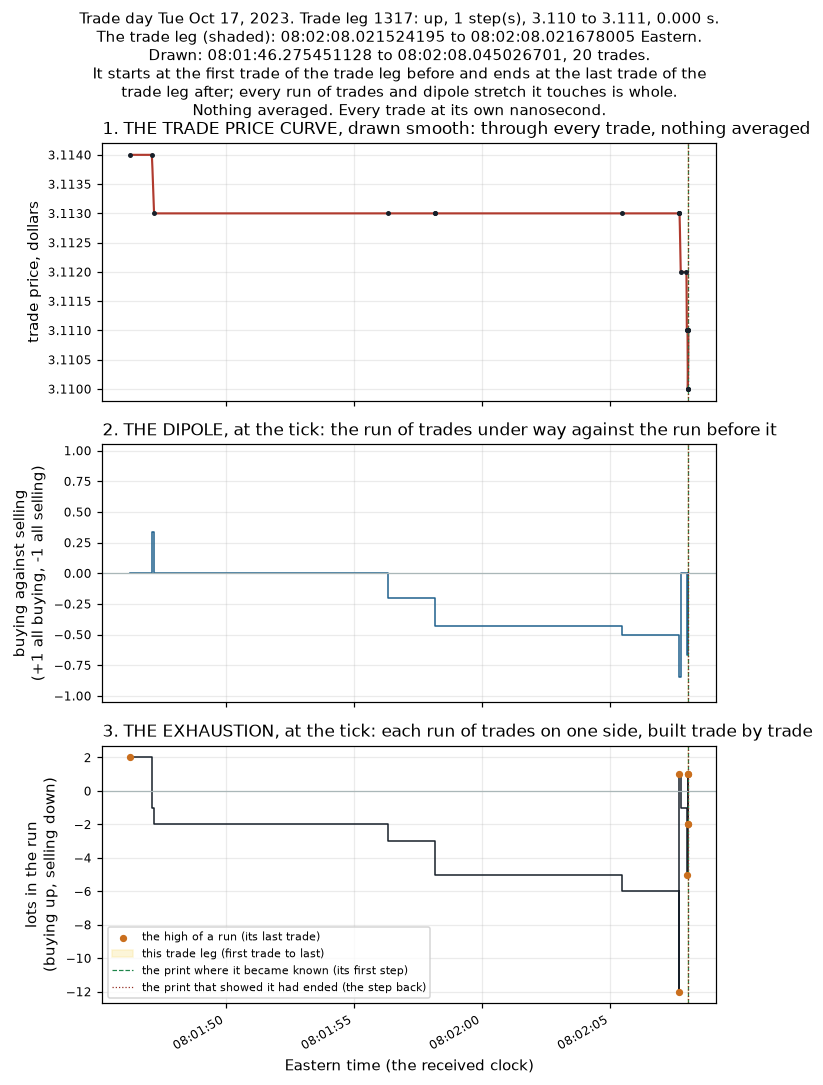 Trade day Tue Oct 17, 2023. Trade leg 1317: up, 1 step(s), 3.110 to 3.111, 0.000 s.
The trade leg (shaded): 08:02:08.021524195 to 08:02:08.021678005 Eastern.
Drawn: 08:01:46.275451128 to 08:02:08.045026701, 20 trades.
It starts at the first trade of the trade leg before and ends at the last trade of the
trade leg after; every run of trades and dipole stretch it touches is whole.
Nothing averaged. Every trade at its own nanosecond.
1. THE TRADE PRICE CURVE, drawn smooth: through every trade, nothing averaged
3.1140
3.1135
3.1130
3.1125
3.1120
3.1115
3.1110
3.1105
3.1100
trade price, dollars
2. THE DIPOLE, at the tick: the run of trades under way against the run before it
1.00
0.75
0.50
0.25
0.00
−0.25
−0.50
−0.75
−1.00
buying against selling
(+1 all buying, -1 all selling)
3. THE EXHAUSTION, at the tick: each run of trades on one side, built trade by trade
2
0
−2
−4
−6
−8
−10
−12
lots in the run
(buying up, selling down)
the high of a run (its last trade)
this trade leg (first trade to last)
the print where it became known (its first step)
the print that showed it had ended (the step back)
08:01:50
08:01:55
08:02:00
08:02:05
Eastern time (the received clock)